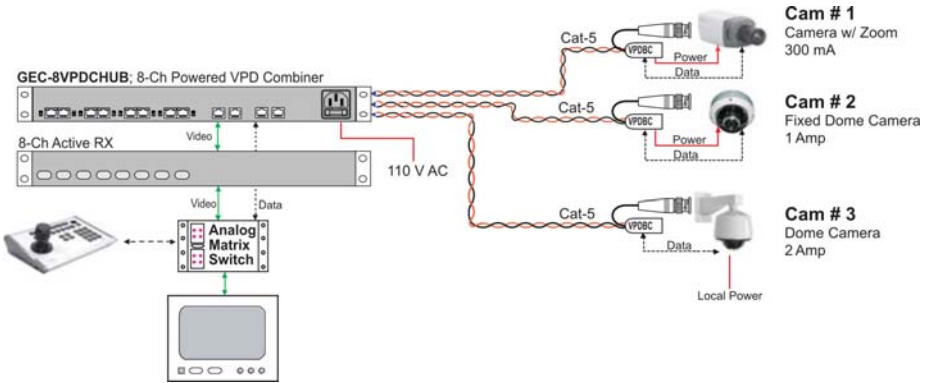 Cam # 1
Camera w/ Zoom
300 mA
Cat-5
VPDBC
Power
Data
GEC-8VPDCHUB; 8-Ch Powered VPD Combiner
Cam # 2
Fixed Dome Camera
1 Amp
Cat-5
VPDBC
Power
Data
Video
8-Ch Active RX
110 V AC
Cam # 3
Dome Camera
2 Amp
Cat-5
VPDBC
Data
Video
Data
Analog
Matrix
Switch
Local Power